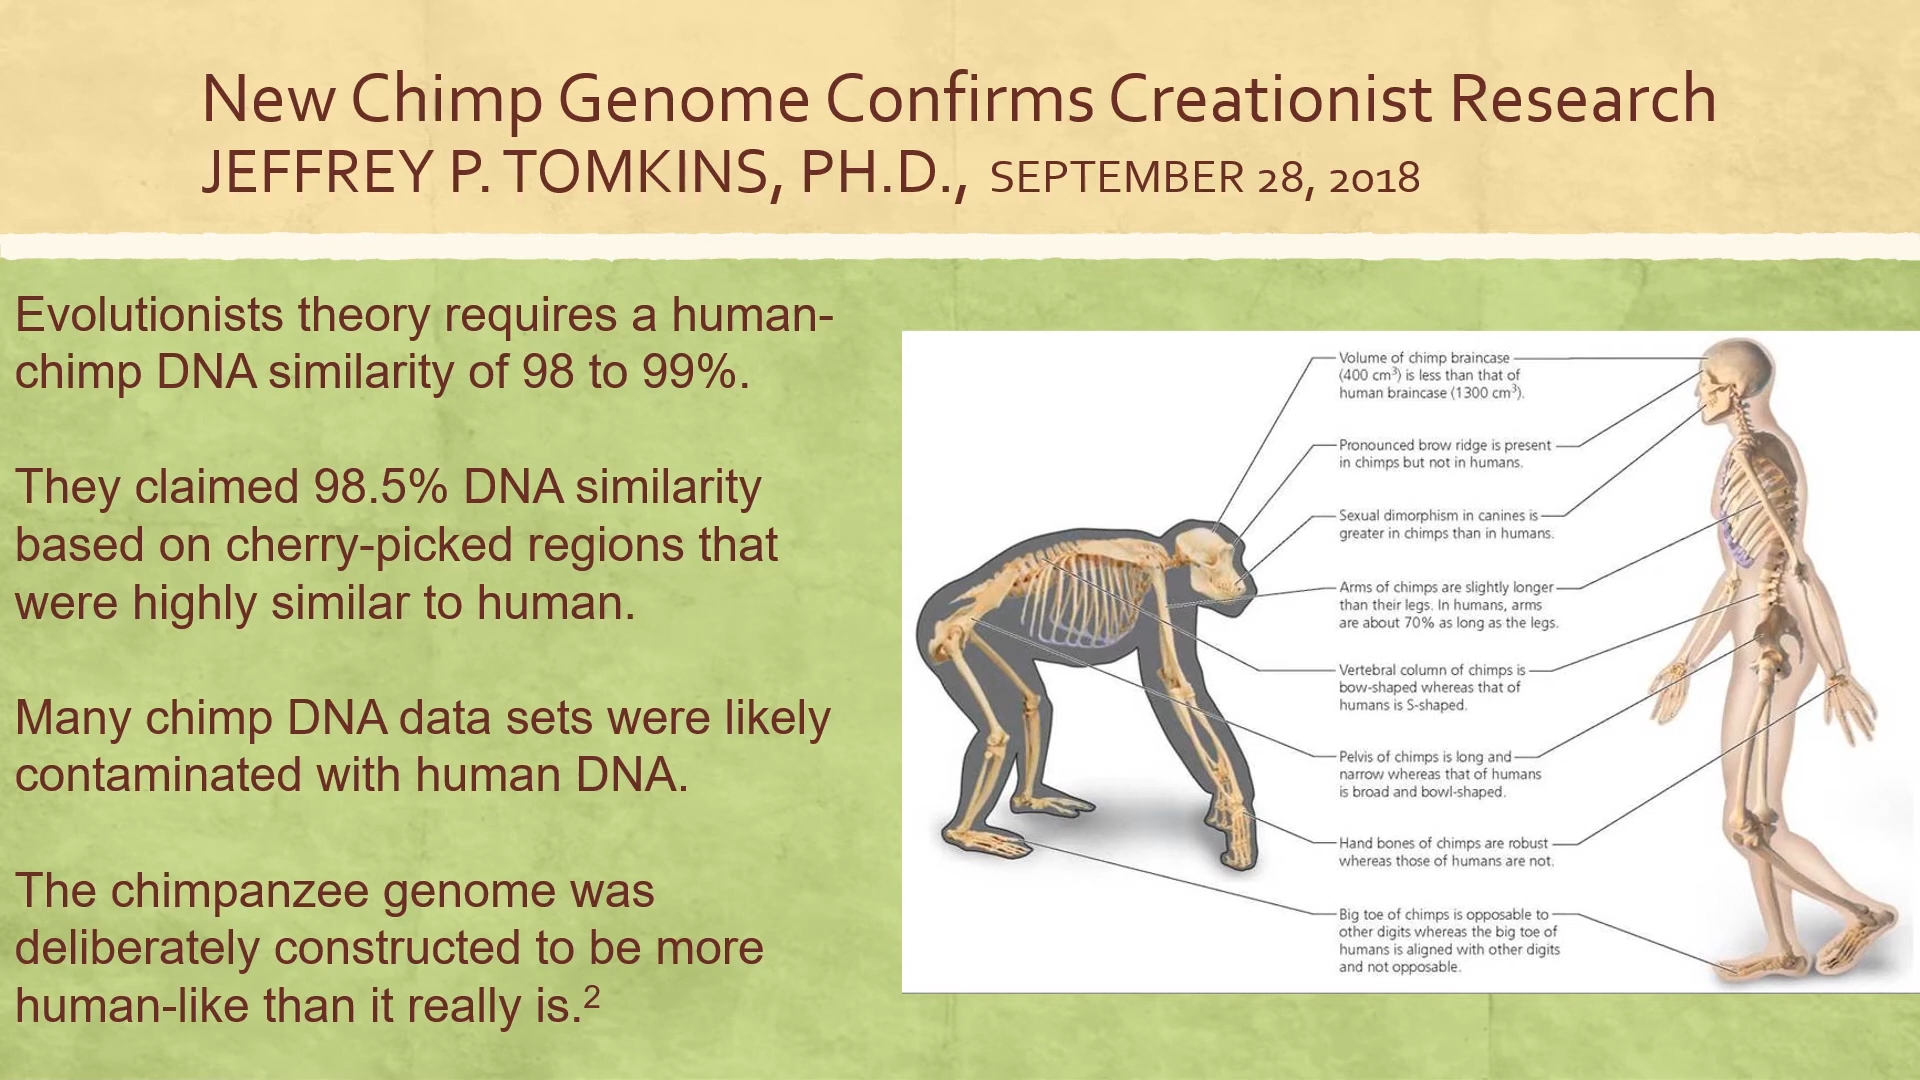 New Chimp Genome Confirms Creationist Research
JEFFREY P. TOMKINS, PH.D., SEPTEMBER 28, 2018
Evolutionists theory requires a human-
chimp DNA similarity of 98 to 99%.
They claimed 98.5% DNA similarity
based on cherry-picked regions that
were highly similar to human.
Many chimp DNA data sets were likely
contaminated with human DNA.
The chimpanzee genome was
deliberately constructed to be more
human-like than it really is.²
Volume of chimp braincase
(400 cm³) is less than that of
human braincase (1300 cm³).
Pronounced brow ridge is present
in chimps but not in humans.
Sexual dimorphism in canines is
greater in chimps than in humans.
Arms of chimps are slightly longer
than their legs. In humans, arms
are about 70% as long as the legs.
Vertebral column of chimps is
bow-shaped whereas that of
humans is S-shaped.
Pelvis of chimps is long and
narrow whereas that of humans
is broad and bowl-shaped.
Hand bones of chimps are robust
whereas those of humans are not.
Big toe of chimps is opposable to
other digits whereas the big toe of
humans is aligned with other digits
and not opposable.